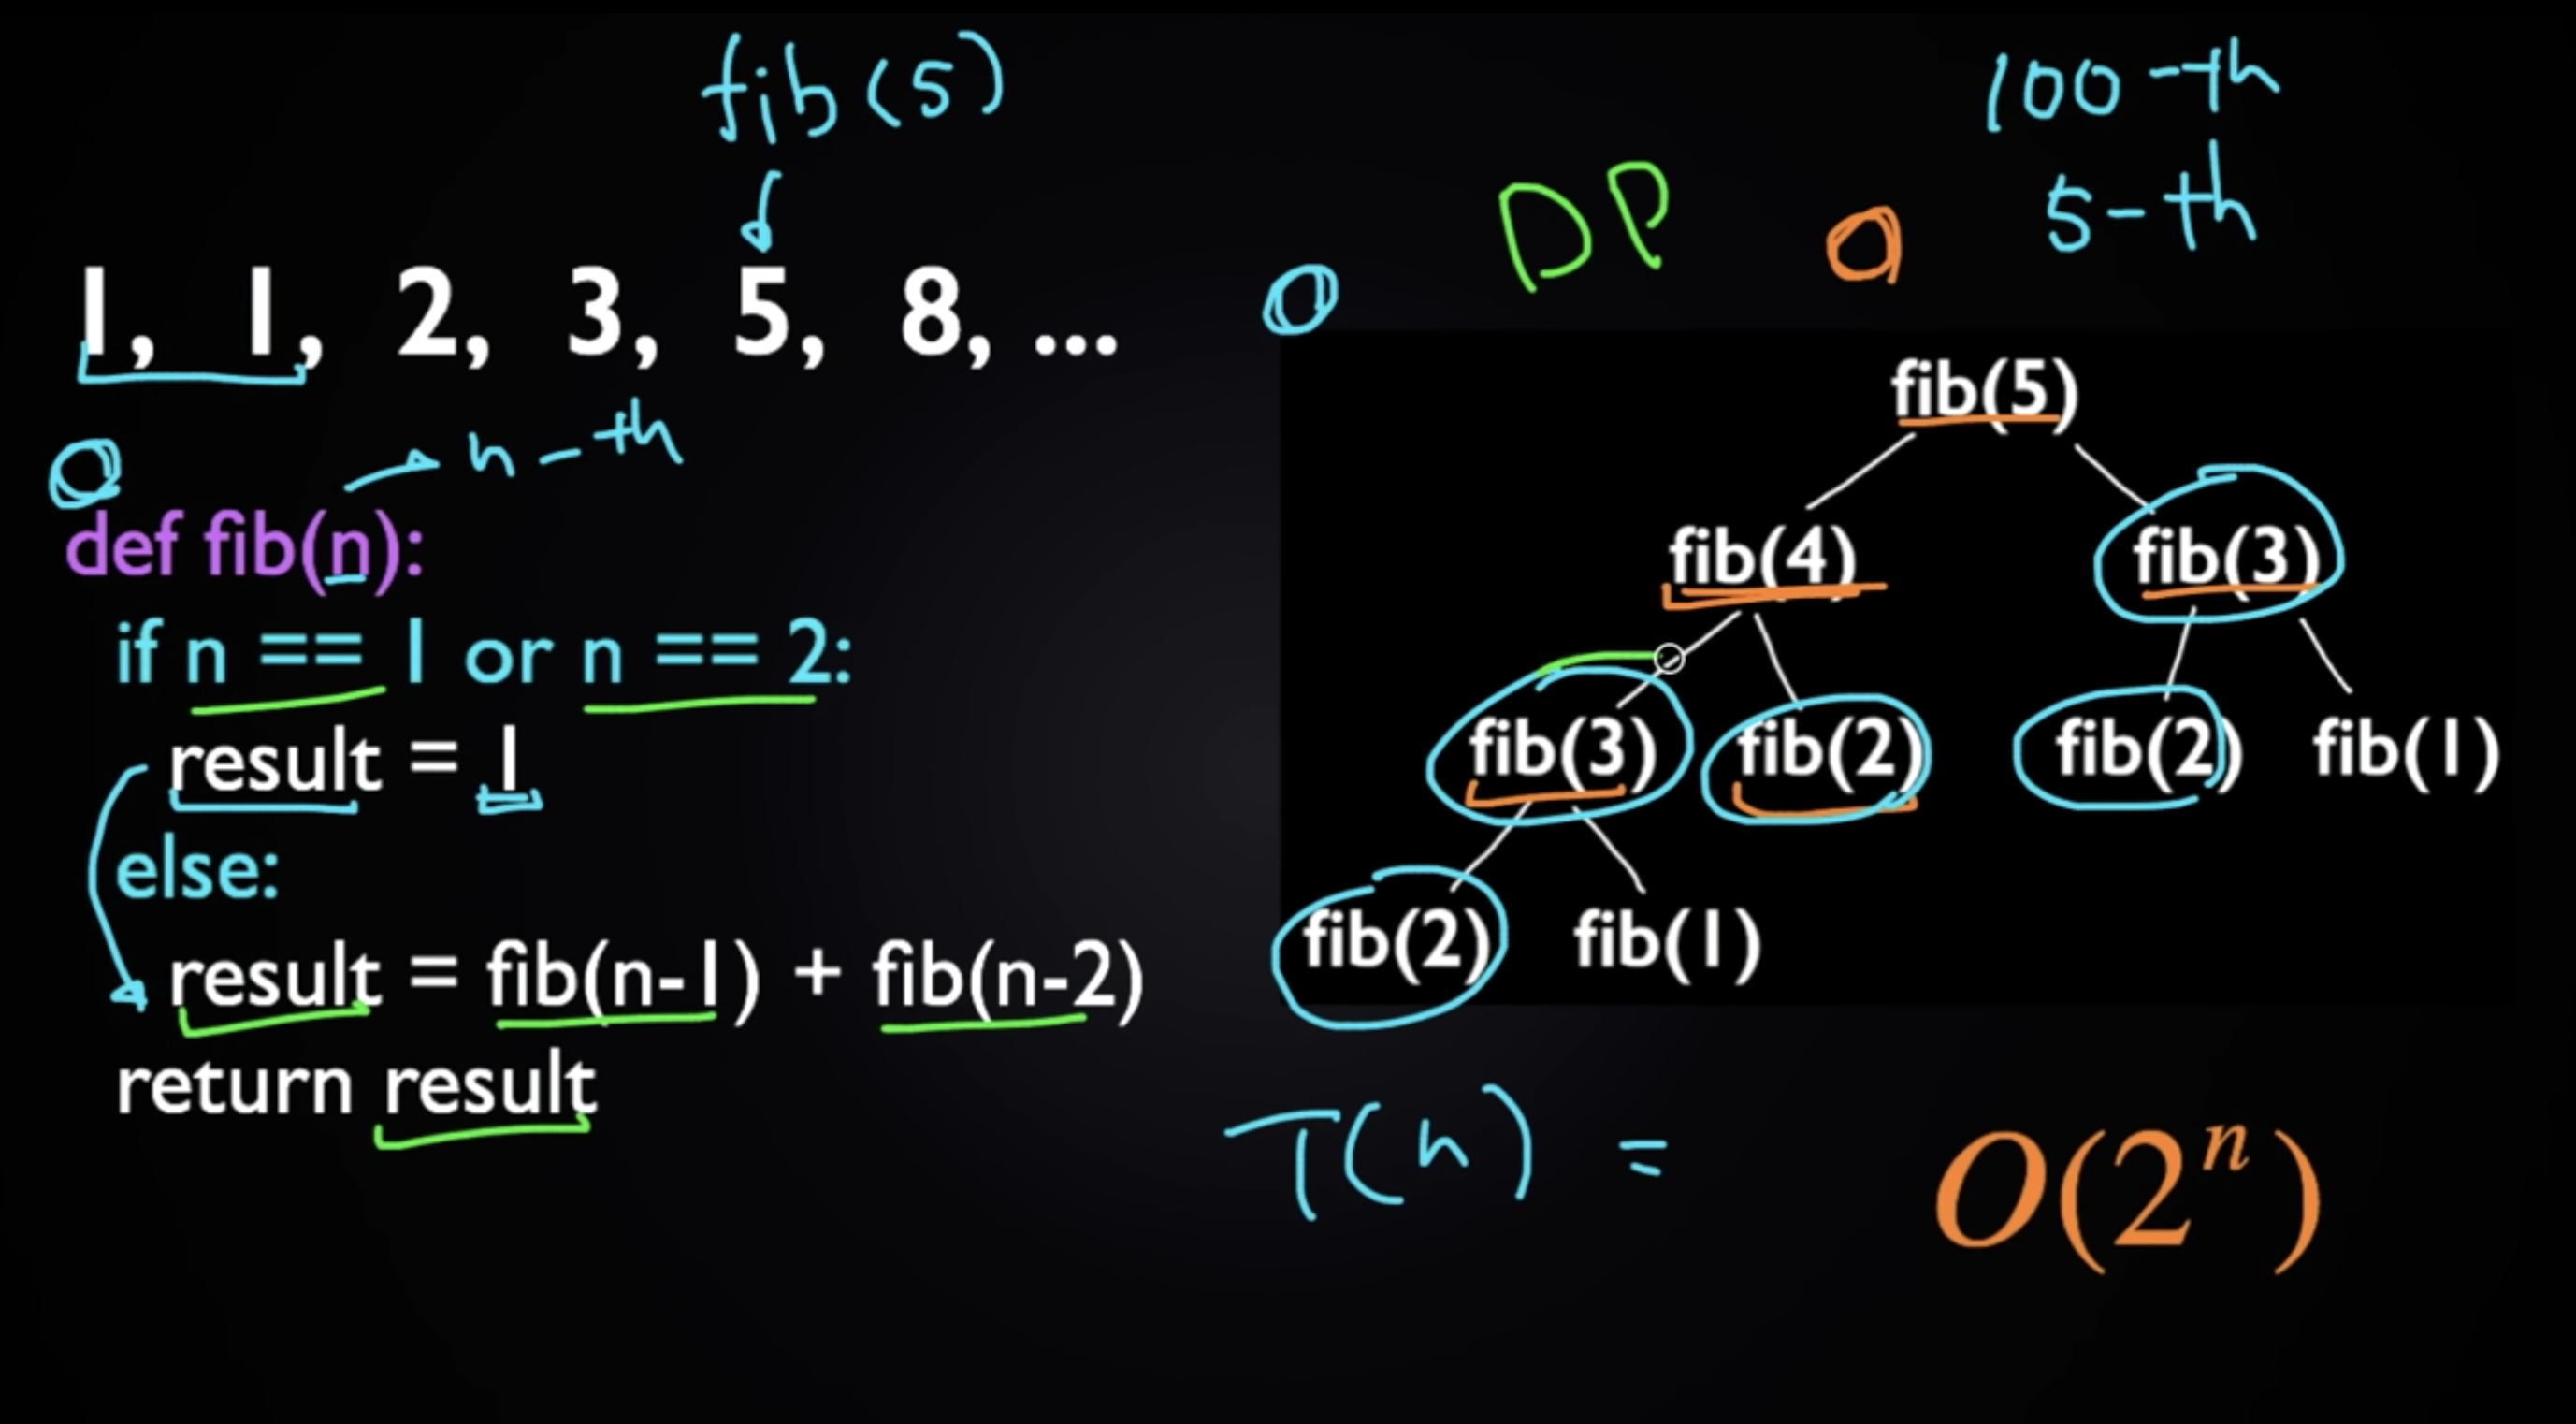 fib(5)
1, 1, 2, 3, 5, 8, ...
n-th
def fib(n):
if n == 1 or n == 2:
result = 1
else:
result = fib(n-1) + fib(n-2)
return result
100-th
5-th
DP
fib(5)
fib(4) fib(3)
fib(3) fib(2) fib(2) fib(1)
fib(2) fib(1)
T(n) = O(2ⁿ)